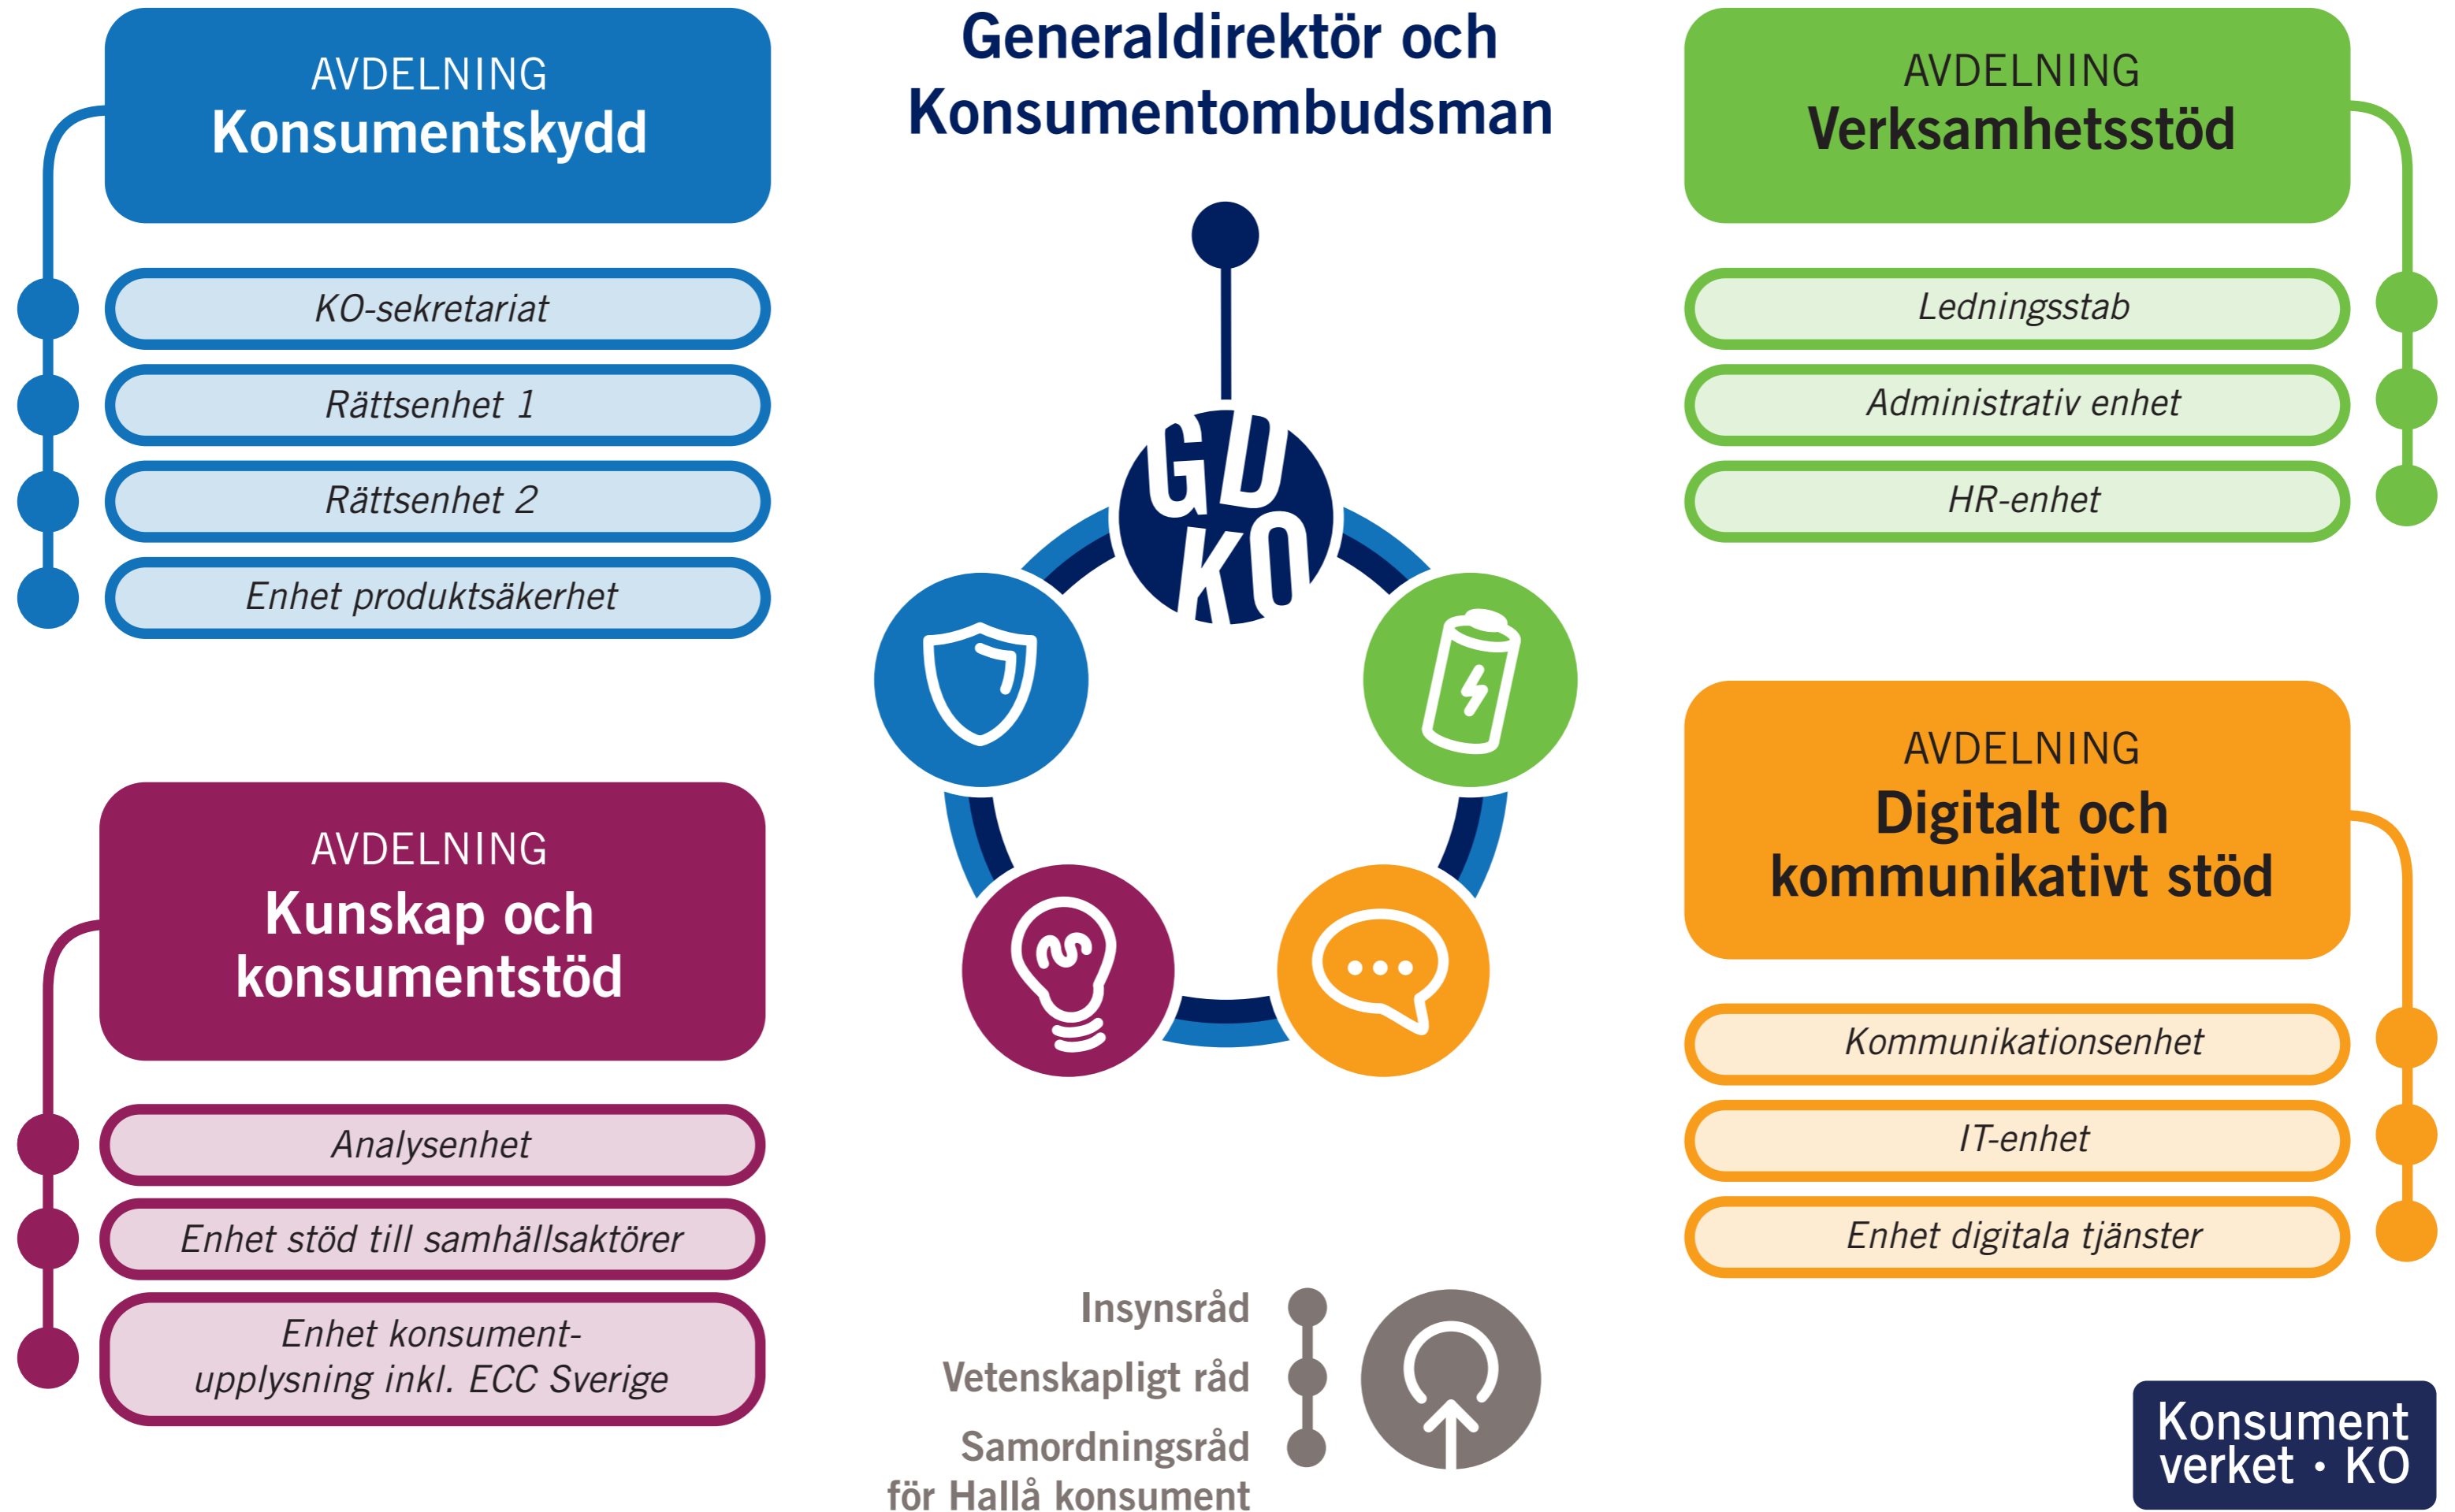 AVDELNING
Konsumentskydd
KO-sekretariat
Rättsenhet 1
Rättsenhet 2
Enhet produktsäkerhet
AVDELNING
Kunskap och
konsumentstöd
Analysenhet
Enhet stöd till samhällsaktörer
Enhet konsument-
upplysning inkl. ECC Sverige
Generaldirektör och
Konsumentombudsman
GD
KO
Insynsråd
Vetenskapligt råd
Samordningsråd
för Hallå konsument
AVDELNING
Verksamhetsstöd
Ledningsstab
Administrativ enhet
HR-enhet
AVDELNING
Digitalt och
kommunikativt stöd
Kommunikationsenhet
IT-enhet
Enhet digitala tjänster
Konsument
verket · KO